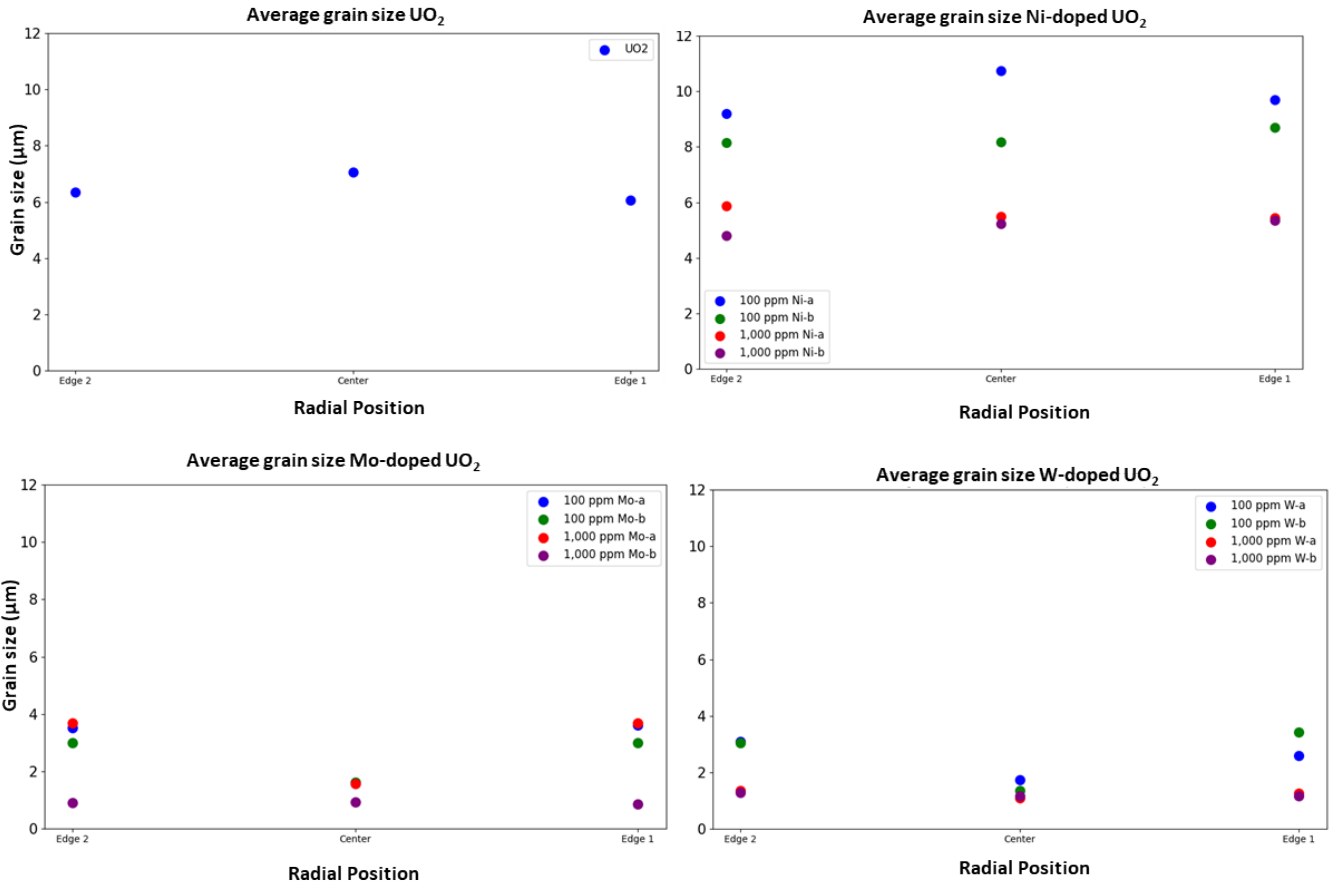 Average grain size UO₂
12
10
8
6
4
2
0
Grain size (µm)
UO2
Edge 2
Center
Edge 1
Radial Position
Average grain size Ni-doped UO₂
12
10
8
6
4
2
0
100 ppm Ni-a
100 ppm Ni-b
1,000 ppm Ni-a
1,000 ppm Ni-b
Edge 2
Center
Edge 1
Radial Position
Average grain size Mo-doped UO₂
12
10
8
6
4
2
0
Grain size (µm)
100 ppm Mo-a
100 ppm Mo-b
1,000 ppm Mo-a
1,000 ppm Mo-b
Edge 2
Center
Edge 1
Radial Position
Average grain size W-doped UO₂
12
10
8
6
4
2
0
100 ppm W-a
100 ppm W-b
1,000 ppm W-a
1,000 ppm W-b
Edge 2
Center
Edge 1
Radial Position